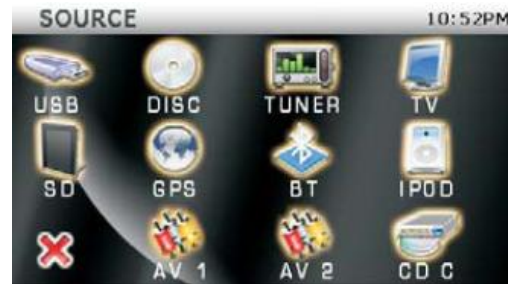 SOURCE 10:52PM
USB DISC TUNER TV
SD GPS BT IPOD
AV 1 AV 2 CD C